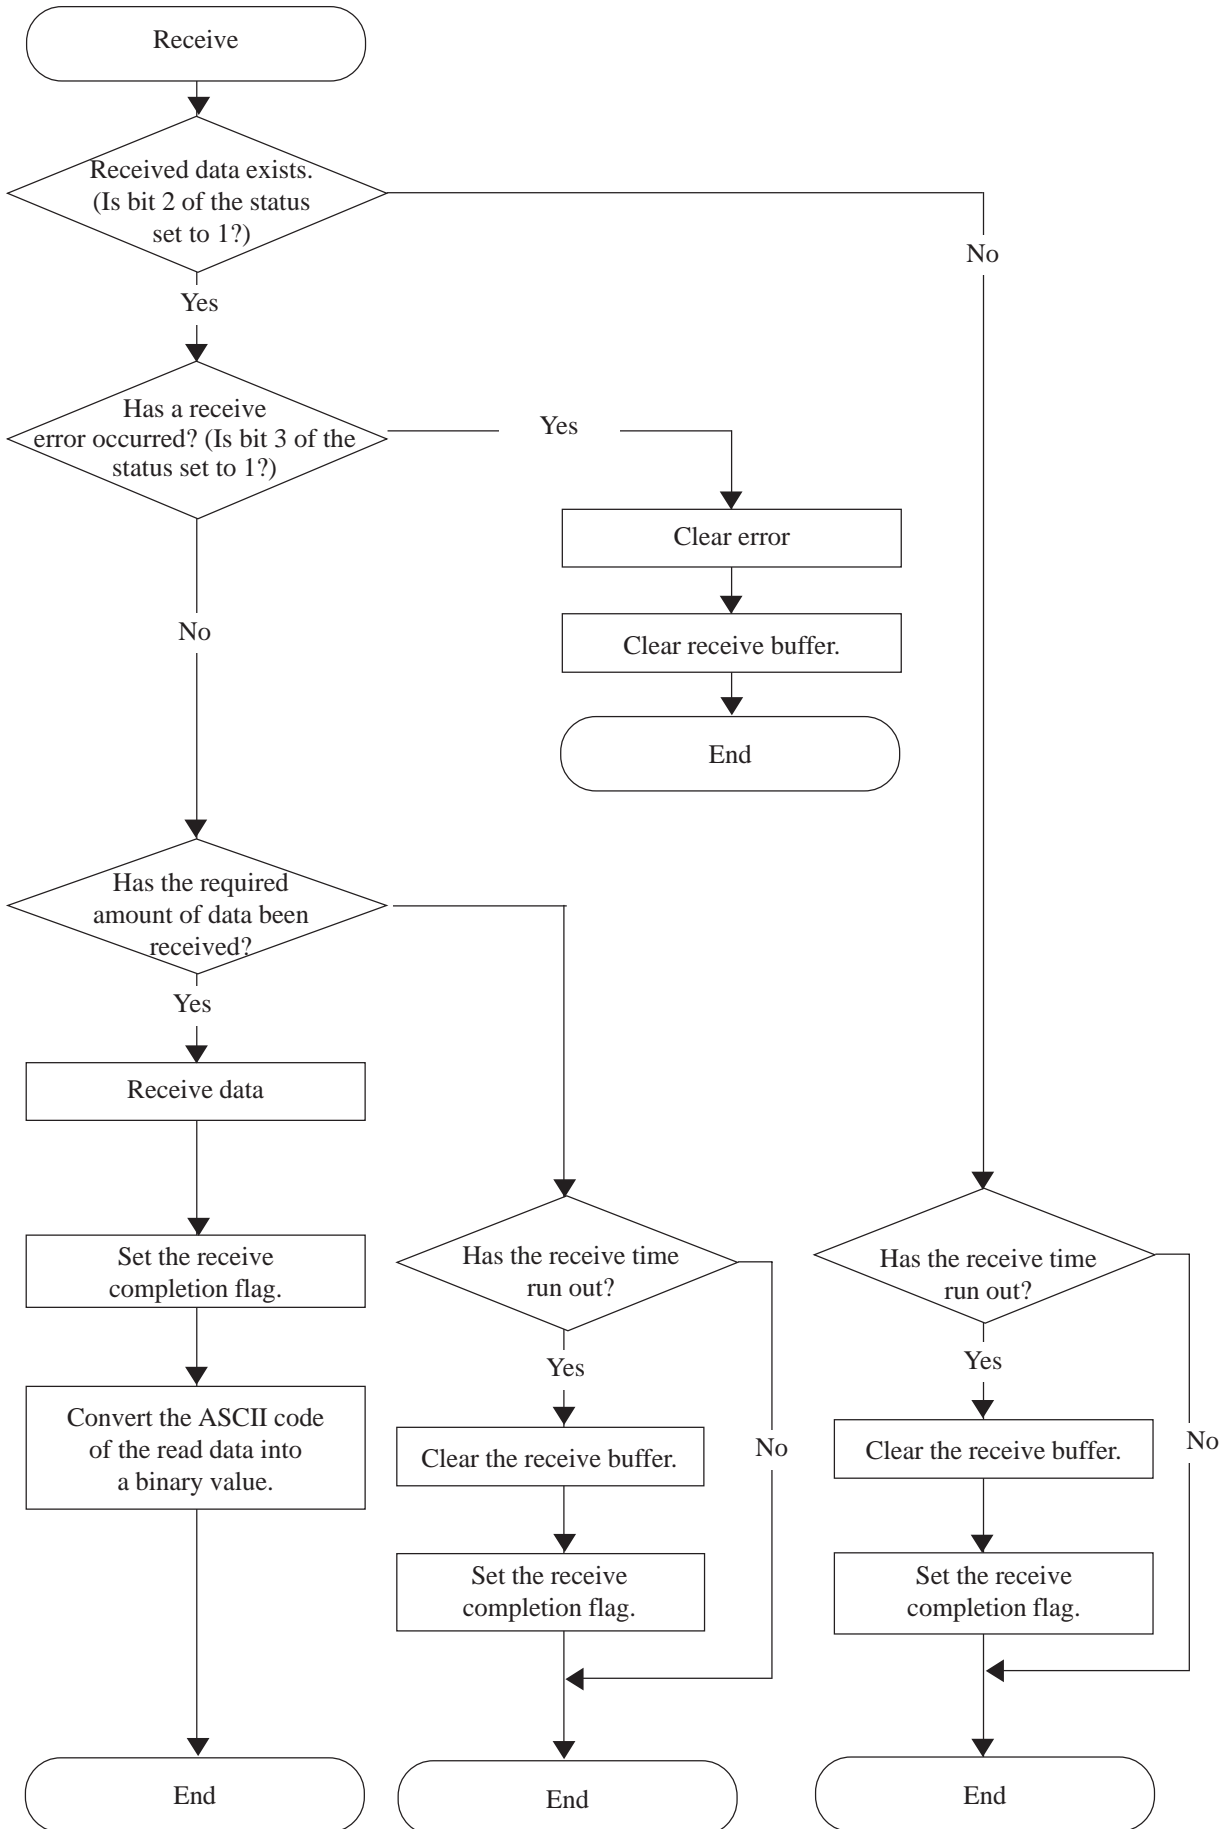 Receive
Received data exists.
(Is bit 2 of the status
set to 1?)
No
Yes
Has a receive
error occurred? (Is bit 3 of the
status set to 1?)
Yes
Clear error
Clear receive buffer.
End
No
Has the required
amount of data been
received?
Yes
Receive data
Set the receive
completion flag.
Convert the ASCII code
of the read data into
a binary value.
End
Has the receive time
run out?
Yes
Clear the receive buffer.
No
Set the receive
completion flag.
End
Has the receive time
run out?
Yes
Clear the receive buffer.
No
Set the receive
completion flag.
End